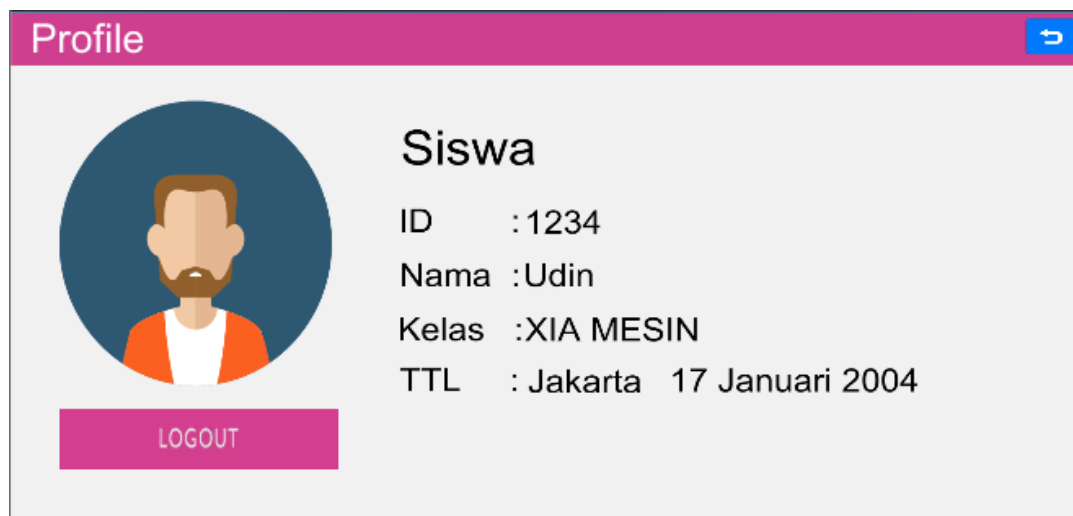 Profile
Siswa
ID :1234
Nama :Udin
Kelas :XIA MESIN
TTL : Jakarta 17 Januari 2004
LOGOUT